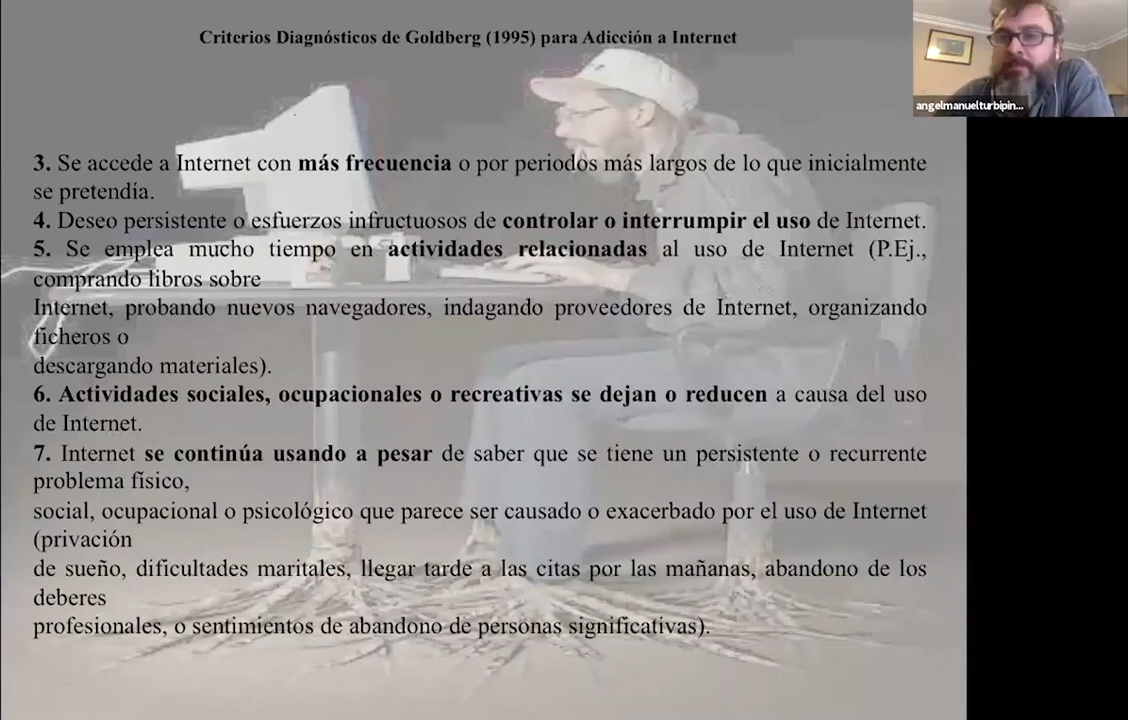 Criterios Diagnósticos de Goldberg (1995) para Adicción a Internet
angelmanuelturbipin...
3. Se accede a Internet con más frecuencia o por periodos más largos de lo que inicialmente
se pretendía.
4. Deseo persistente o esfuerzos infructuosos de controlar o interrumpir el uso de Internet.
5. Se emplea mucho tiempo en actividades relacionadas al uso de Internet (P.Ej.,
comprando libros sobre
Internet, probando nuevos navegadores, indagando proveedores de Internet, organizando
ficheros o
descargando materiales).
6. Actividades sociales, ocupacionales o recreativas se dejan o reducen a causa del uso
de Internet.
7. Internet se continúa usando a pesar de saber que se tiene un persistente o recurrente
problema físico,
social, ocupacional o psicológico que parece ser causado o exacerbado por el uso de Internet
(privación
de sueño, dificultades maritales, llegar tarde a las citas por las mañanas, abandono de los
deberes
profesionales, o sentimientos de abandono de personas significativas).